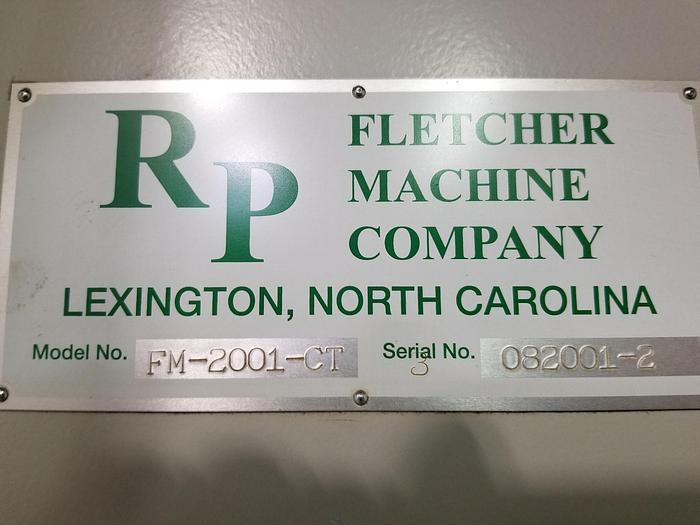 RP
FLETCHER
MACHINE
COMPANY
LEXINGTON, NORTH CAROLINA
Model No. FM-2001-CT Serial No. 082001-2
3